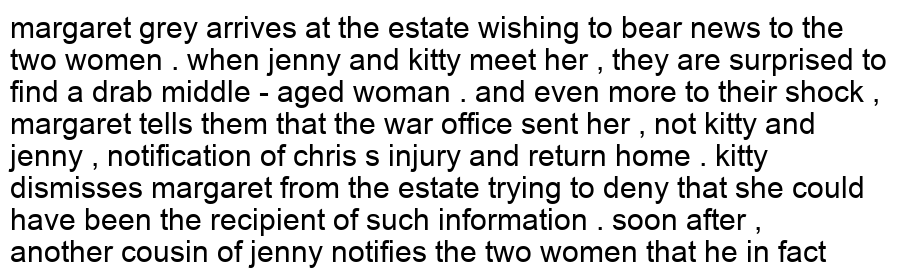 margaret grey arrives at the estate wishing to bear news to the
two women . when jenny and kitty meet her , they are surprised to
find a drab middle - aged woman . and even more to their shock ,
margaret tells them that the war office sent her , not kitty and
jenny , notification of chris s injury and return home . kitty
dismisses margaret from the estate trying to deny that she could
have been the recipient of such information . soon after ,
another cousin of jenny notifies the two women that he in fact